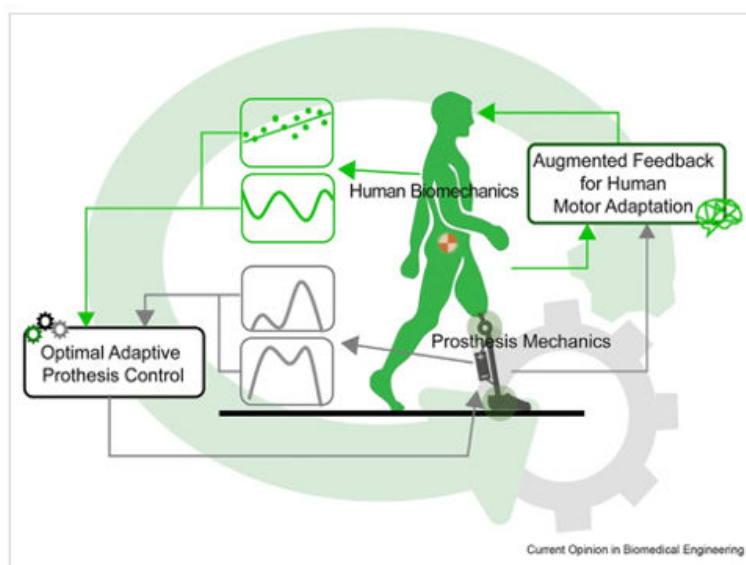 Augmented Feedback
for Human
Motor Adaptation
Human Biomechanics
Optimal Adaptive
Prothesis Control
Prosthesis Mechanics
Current Opinion in Biomedical Engineering